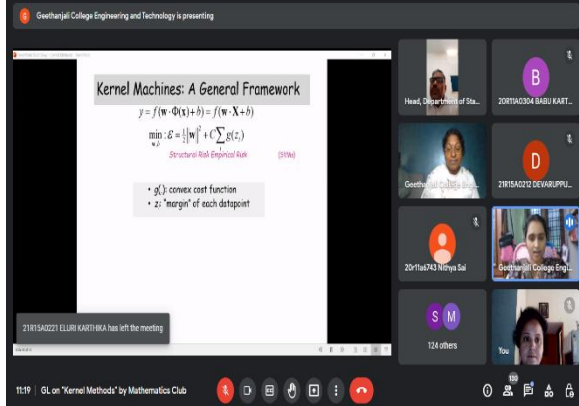 Geethanjali College Engineering and Technology is presenting
Kernel Machines: A General Framework
y = f(w·Φ(x)+b) = f(w·X+b)
min w,b : ℰ = ½|w|² + C∑ g(zᵢ)
Structural Risk Empirical Risk (SVMs)
• g(): convex cost function
• z: "margin" of each datapoint
21R15A0221 ELURI KARTHIKA has left the meeting
Head, Department of Sta...
B
20R11A0304 BABU KART...
Geethanjali College Engi...
D
21R15A0212 DEVARUPPU...
20r11a6743 Nithya Sai
Geethanjali College Engi...
S M
124 others
You
11:19 | GL on "Kernel Methods" by Mathematics Club
130